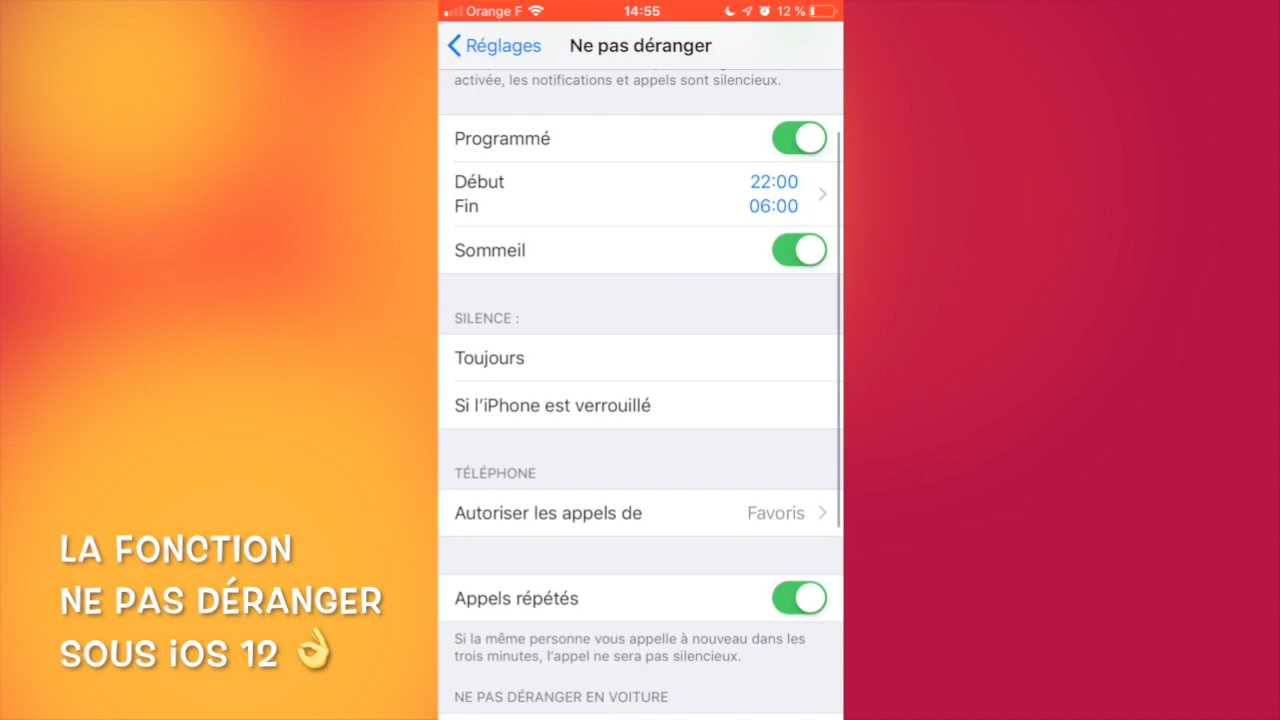 Orange F 14:55 12 %
Réglages Ne pas déranger
activée, les notifications et appels sont silencieux.
Programmé
Début 22:00
Fin 06:00
Sommeil
SILENCE :
Toujours
Si l’iPhone est verrouillé
TÉLÉPHONE
Autoriser les appels de Favoris
Appels répétés
Si la même personne vous appelle à nouveau dans les
trois minutes, l’appel ne sera pas silencieux.
NE PAS DÉRANGER EN VOITURE
LA FONCTION
NE PAS DÉRANGER
SOUS iOS 12 👌